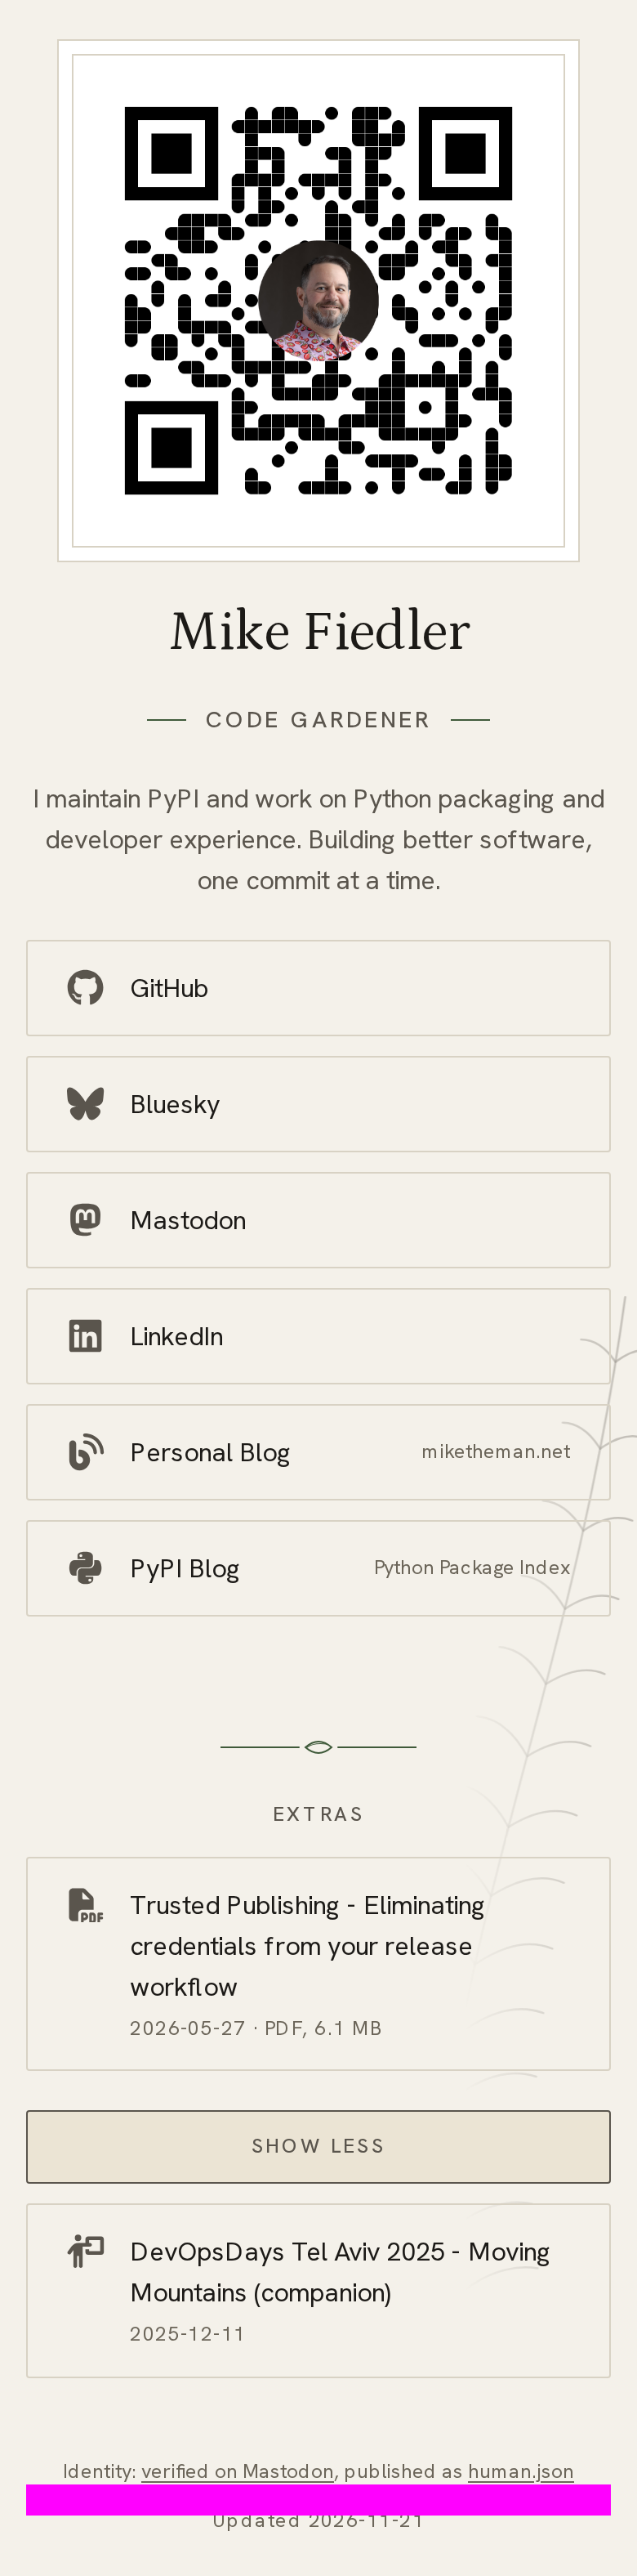 Mike Fiedler
CODE GARDENER
I maintain PyPI and work on Python packaging and
developer experience. Building better software,
one commit at a time.
GitHub
Bluesky
Mastodon
LinkedIn
Personal Blog miketheman.net
PyPI Blog Python Package Index
EXTRAS
Trusted Publishing - Eliminating
credentials from your release
workflow
2026-05-27 · PDF, 6.1 MB
SHOW LESS
DevOpsDays Tel Aviv 2025 - Moving
Mountains (companion)
2025-12-11
Identity: verified on Mastodon, published as human.json
Updated 2026-11-21